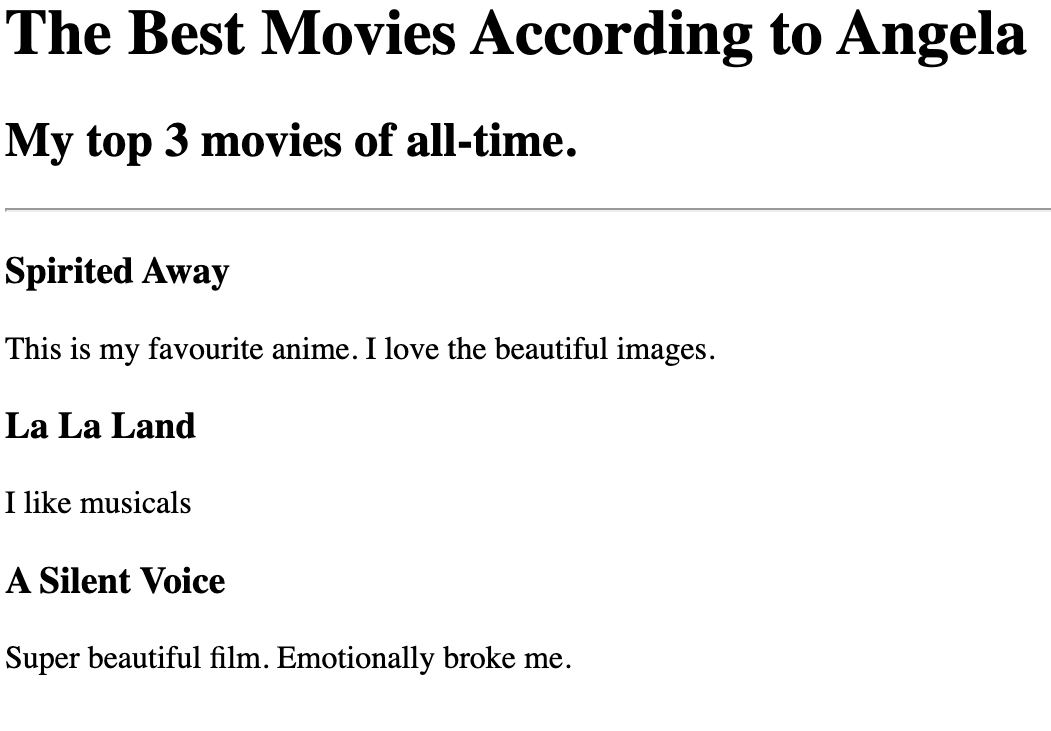 The Best Movies According to Angela
My top 3 movies of all-time.
Spirited Away
This is my favourite anime. I love the beautiful images.
La La Land
I like musicals
A Silent Voice
Super beautiful film. Emotionally broke me.